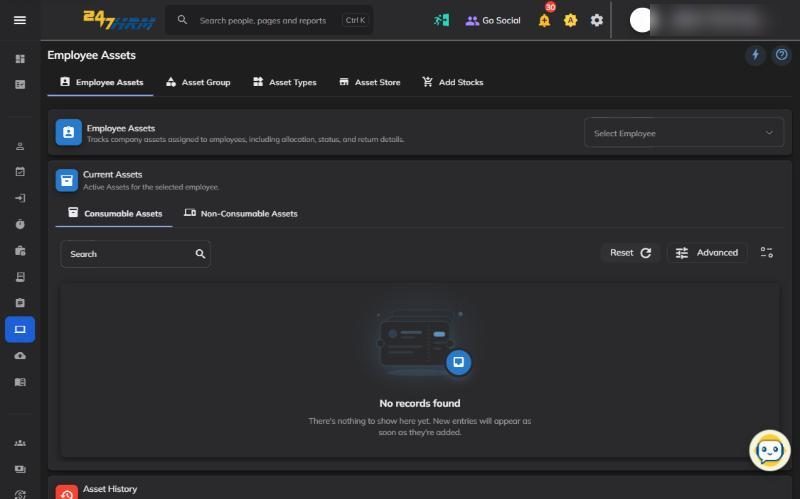 247HRM
Search people, pages and reports
Ctrl K
Go Social
30
A
Employee Assets
Employee Assets
Asset Group
Asset Types
Asset Store
Add Stocks
Employee Assets
Tracks company assets assigned to employees, including allocation, status, and return details.
Select Employee
Current Assets
Active Assets for the selected employee.
Consumable Assets
Non-Consumable Assets
Search
Reset
Advanced
No records found
There's nothing to show here yet. New entries will appear as
soon as they're added.
Asset History